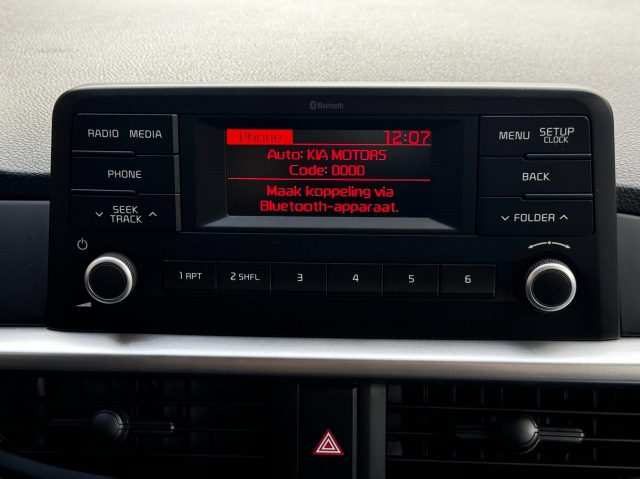 Bluetooth
RADIO MEDIA
PHONE
SEEK
TRACK
Phone 12:07
Auto: KIA MOTORS
Code: 0000
Maak koppeling via
Bluetooth-apparaat.
MENU SETUP
CLOCK
BACK
FOLDER
1 RPT 2 SHFL 3 4 5 6